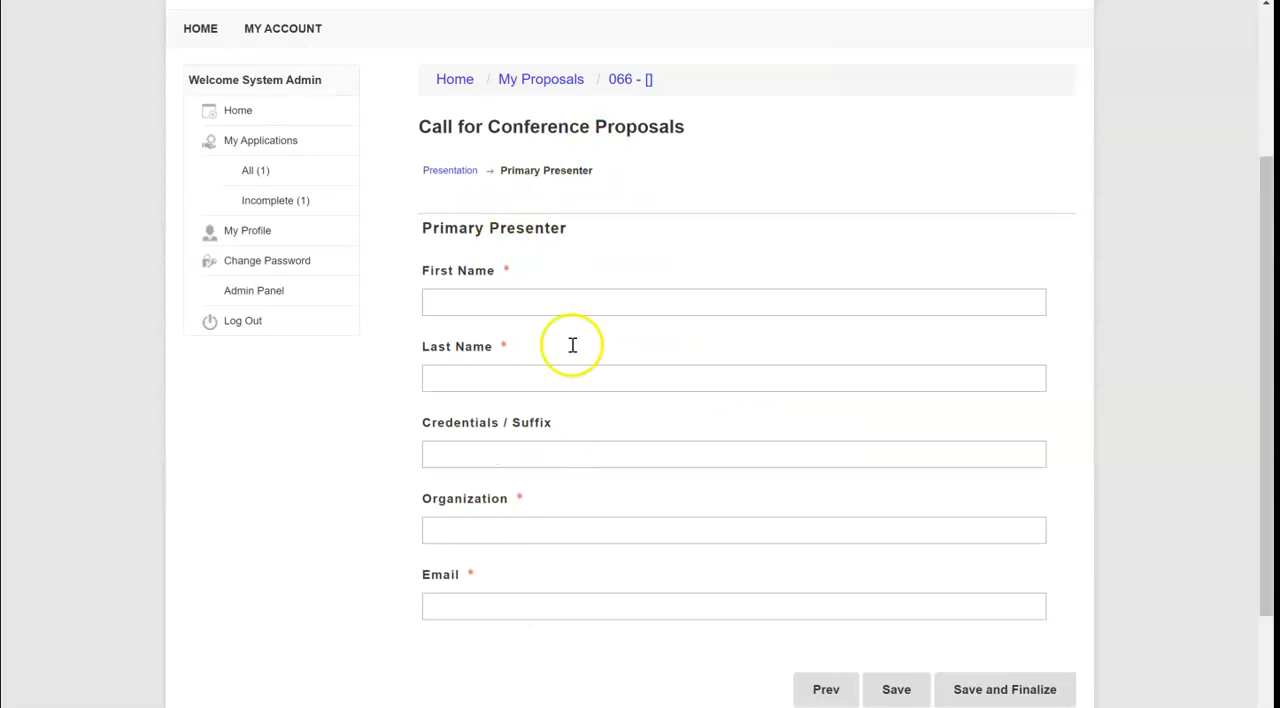 HOME MY ACCOUNT
Welcome System Admin
Home
My Applications
All (1)
Incomplete (1)
My Profile
Change Password
Admin Panel
Log Out
Home / My Proposals / 066 - []
Call for Conference Proposals
Presentation → Primary Presenter
Primary Presenter
First Name *
Last Name *
Credentials / Suffix
Organization *
Email *
Prev Save Save and Finalize